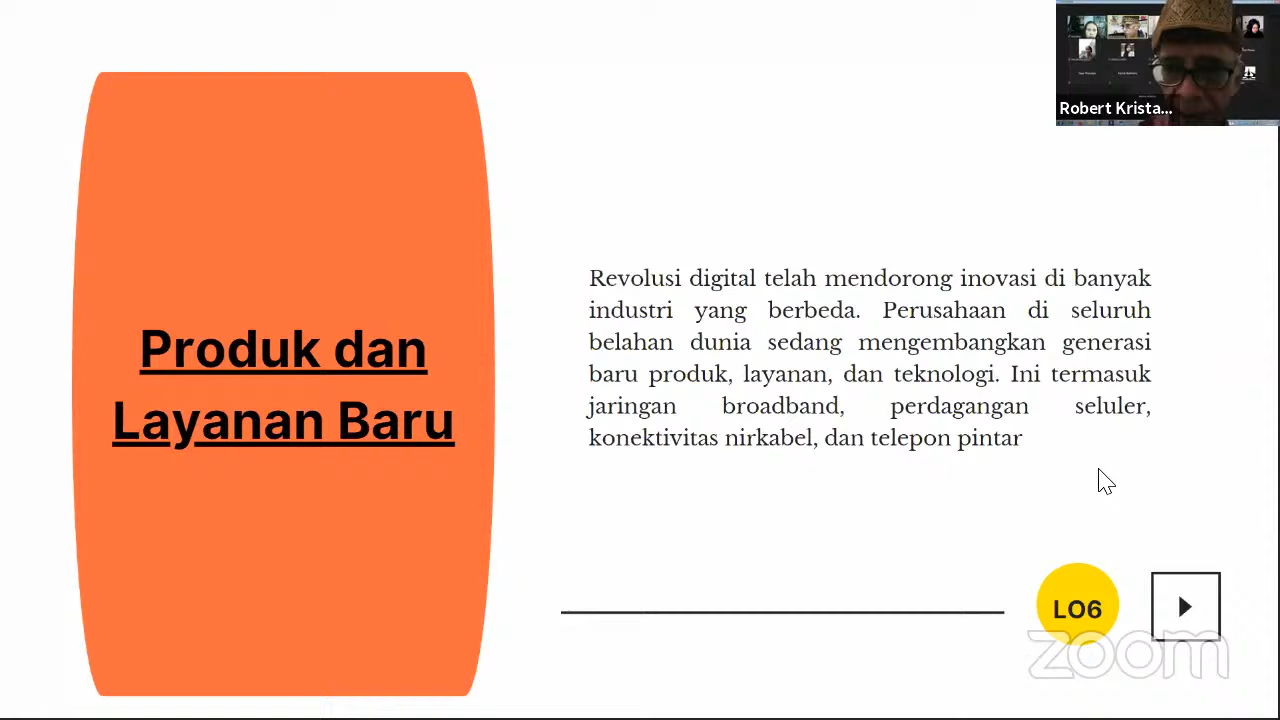 Robert Krista...
Produk dan
Layanan Baru
Revolusi digital telah mendorong inovasi di banyak
industri yang berbeda. Perusahaan di seluruh
belahan dunia sedang mengembangkan generasi
baru produk, layanan, dan teknologi. Ini termasuk
jaringan broadband, perdagangan seluler,
konektivitas nirkabel, dan telepon pintar
LO6
zoom